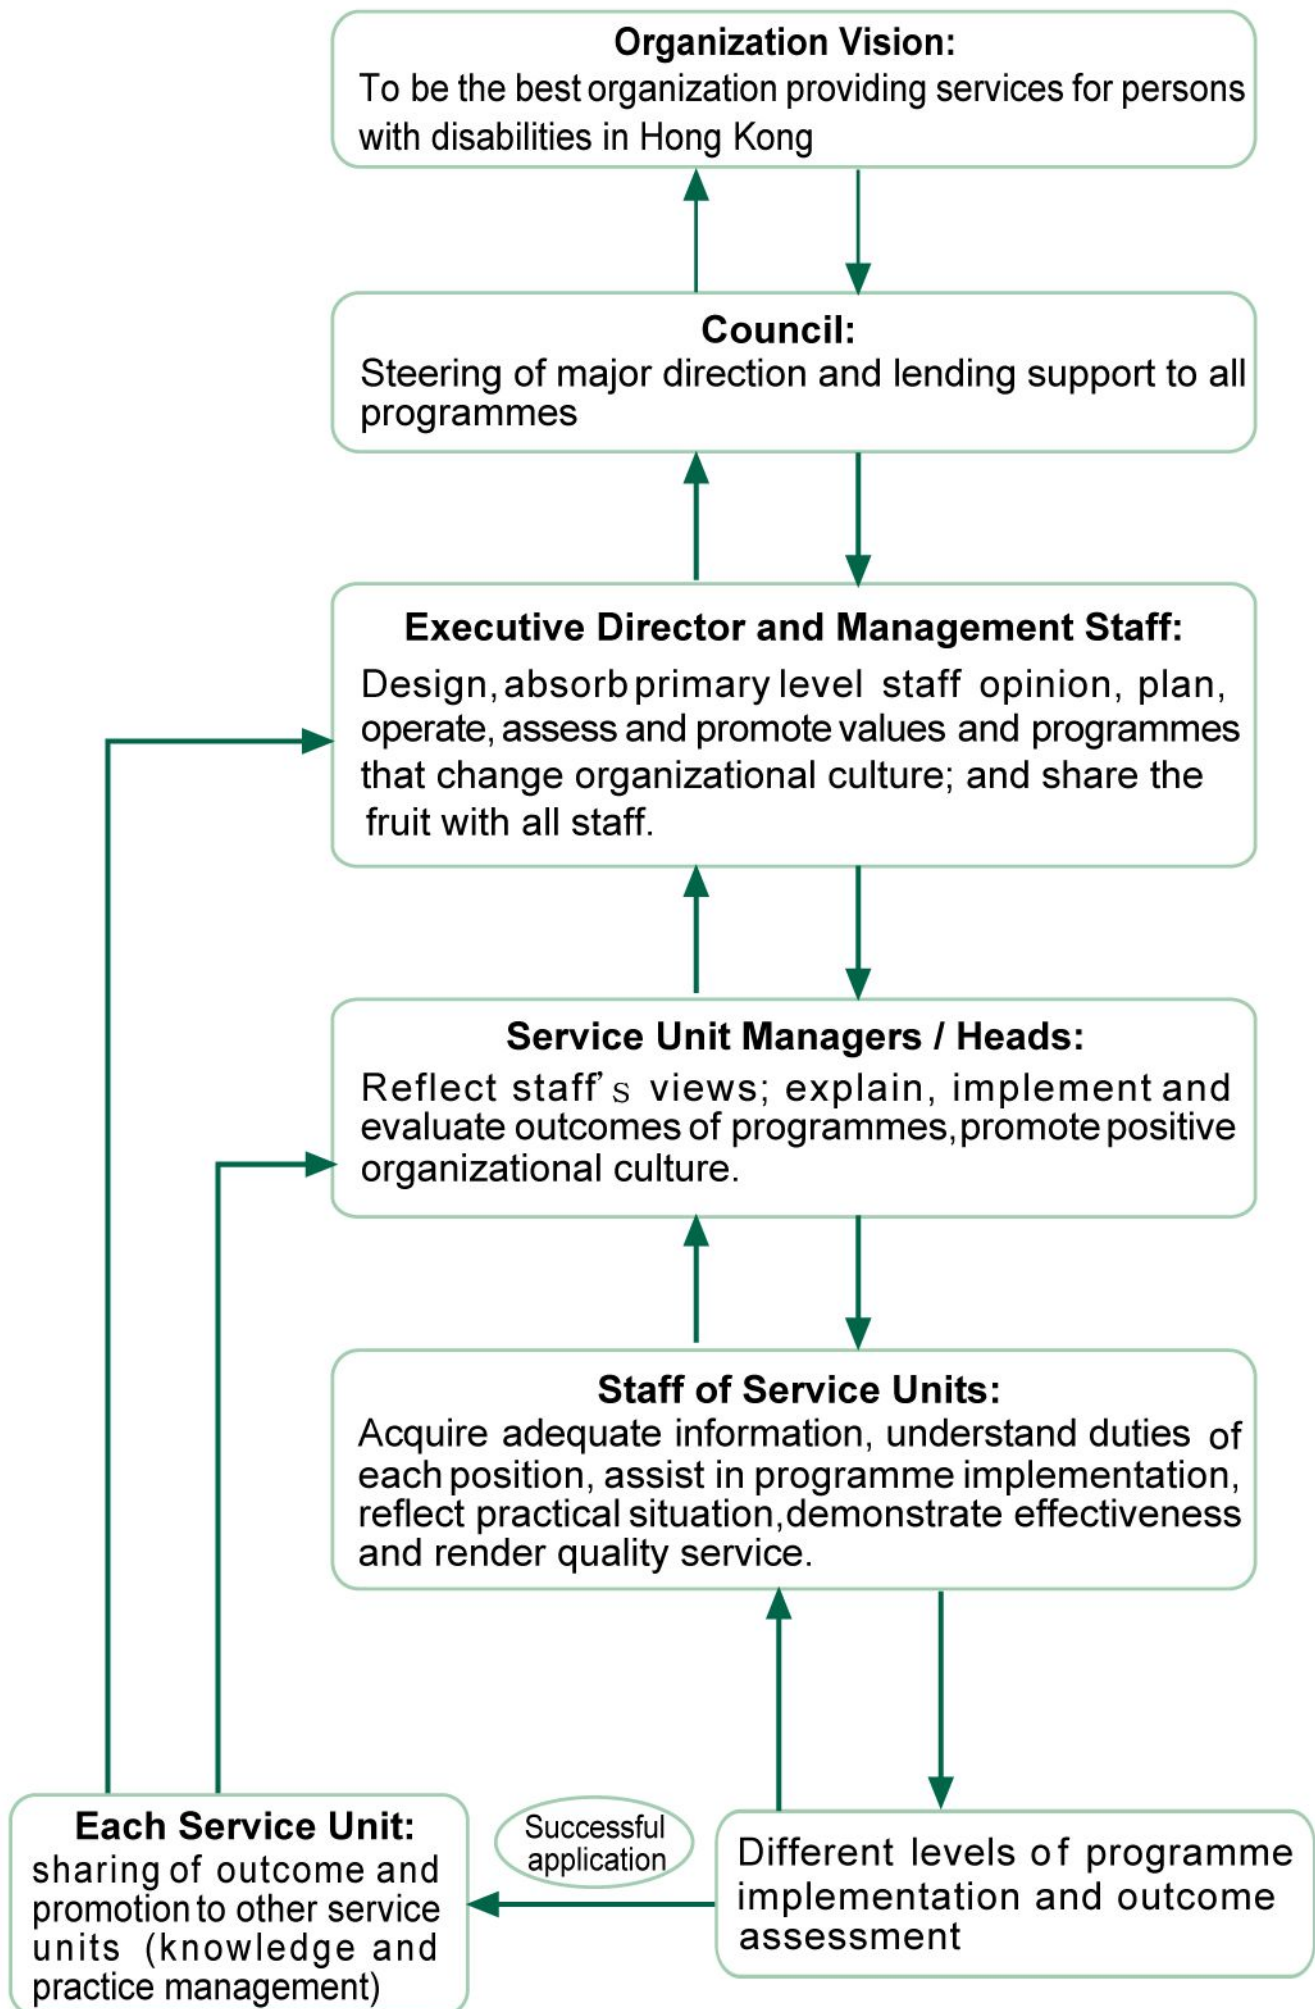 Organization Vision:
To be the best organization providing services for persons
with disabilities in Hong Kong
Council:
Steering of major direction and lending support to all
programmes
Executive Director and Management Staff:
Design, absorb primary level staff opinion, plan,
operate, assess and promote values and programmes
that change organizational culture; and share the
fruit with all staff.
Service Unit Managers / Heads:
Reflect staff's views; explain, implement and
evaluate outcomes of programmes, promote positive
organizational culture.
Staff of Service Units:
Acquire adequate information, understand duties of
each position, assist in programme implementation,
reflect practical situation, demonstrate effectiveness
and render quality service.
Each Service Unit:
sharing of outcome and
promotion to other service
units (knowledge and
practice management)
Successful
application
Different levels of programme
implementation and outcome
assessment